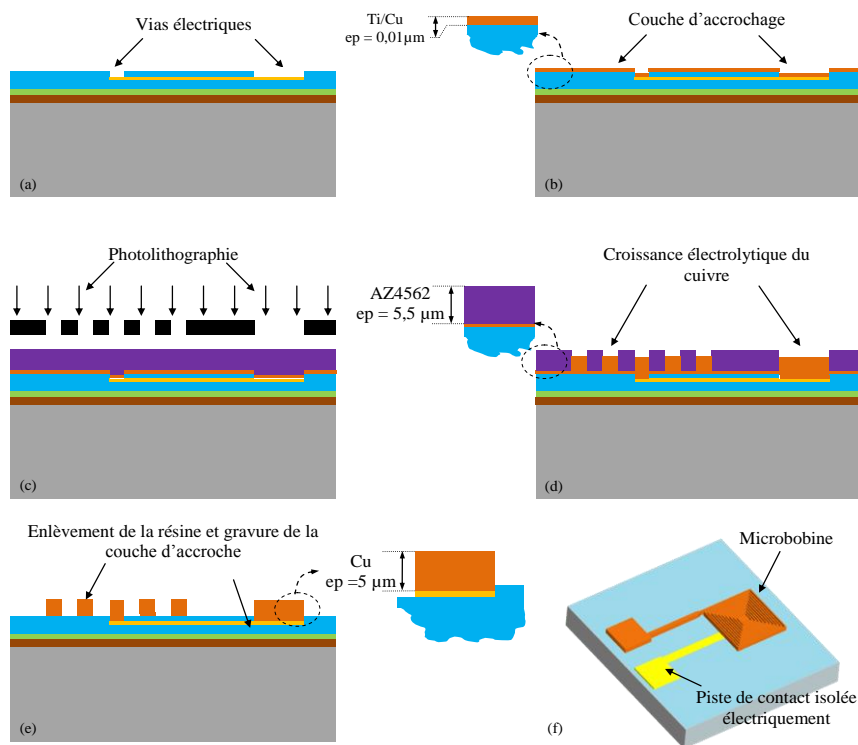 Vias électriques
Ti/Cu
ep = 0,01µm
Couche d'accrochage
(a)
(b)
Photolithographie
AZ4562
ep = 5,5 µm
Croissance électrolytique du
cuivre
(c)
(d)
Enlèvement de la résine et gravure de la
couche d'accroche
Cu
ep =5 µm
Microbobine
Piste de contact isolée
électriquement
(e)
(f)